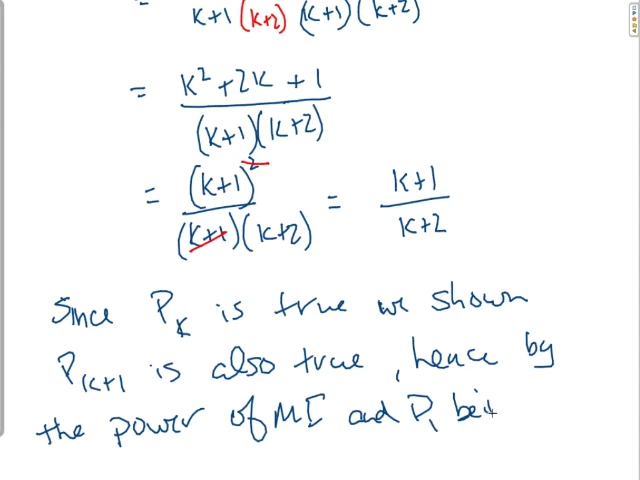 k+1 (k+2) (k+1)(k+2)
= k² + 2k + 1
(k+1)(k+2)
= (k+1)² = k+1
(k+1)(k+2) k+2
Since Pk is true we shown
Pk+1 is also true, hence by
the power of MI and P1 bei